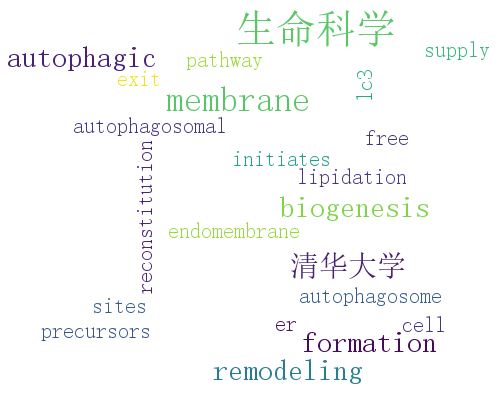 生命科学
autophagic
supply
pathway
exit
lc3
membrane
autophagosomal
free
reconstitution
initiates
lipidation
biogenesis
endomembrane
清华大学
autophagosome
sites
er
cell
precursors
formation
remodeling